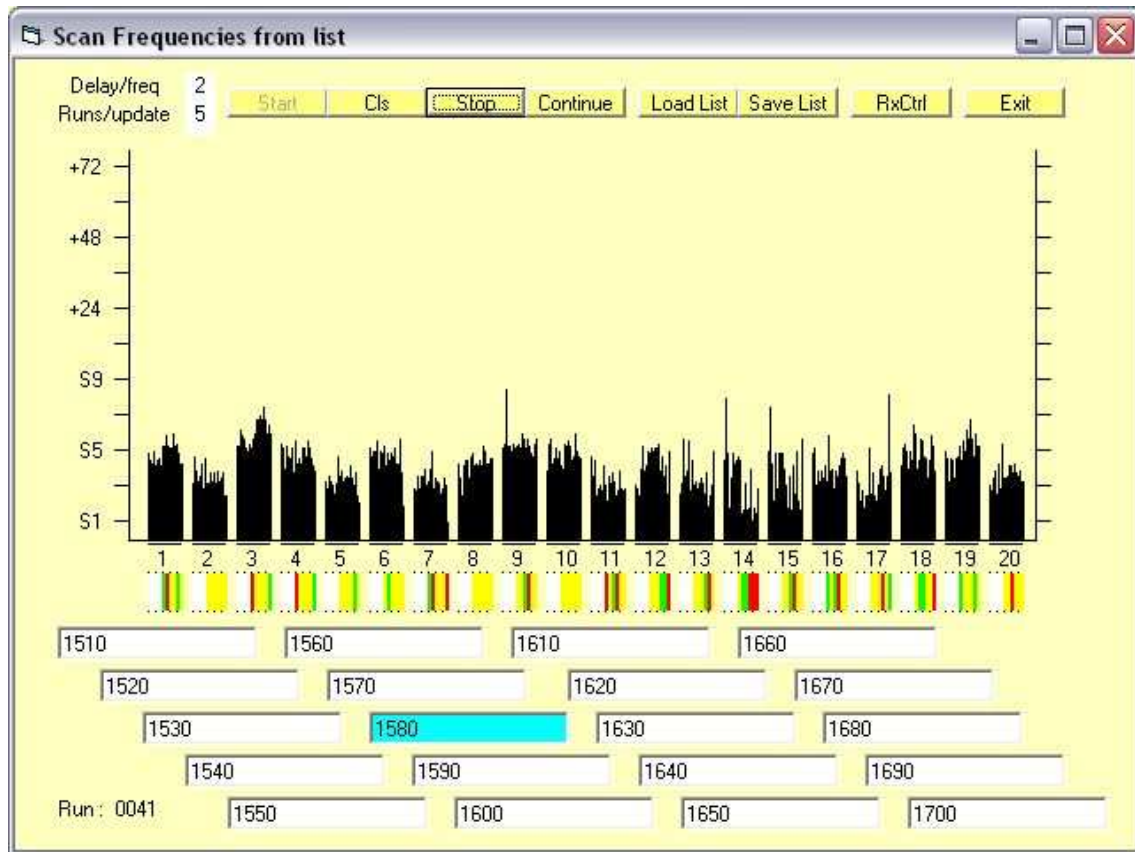 Scan Frequencies from list
Delay/freq 2
Runs/update 5
Start Cls Stop Continue Load List Save List RxCtrl Exit
+72
+48
+24
S9
S5
S1
1 2 3 4 5 6 7 8 9 10 11 12 13 14 15 16 17 18 19 20
1510 1560 1610 1660
1520 1570 1620 1670
1530 1580 1630 1680
1540 1590 1640 1690
Run : 0041 1550 1600 1650 1700